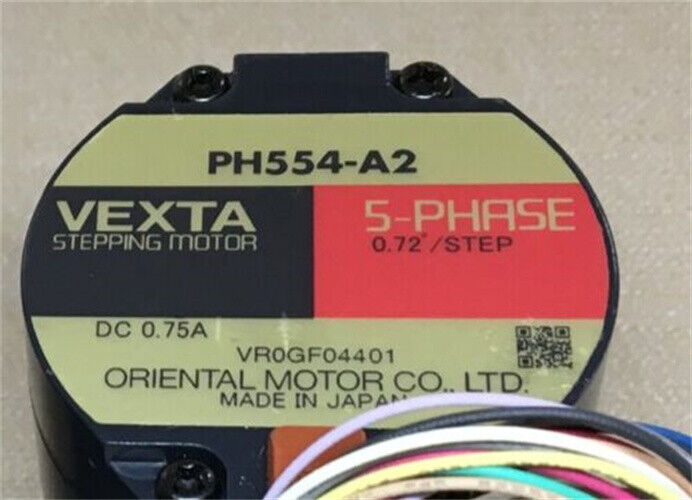 PH554-A2
VEXTA
STEPPING MOTOR
5-PHASE
0.72°/STEP
DC 0.75A
VR0GF04401
ORIENTAL MOTOR CO., LTD.
MADE IN JAPAN